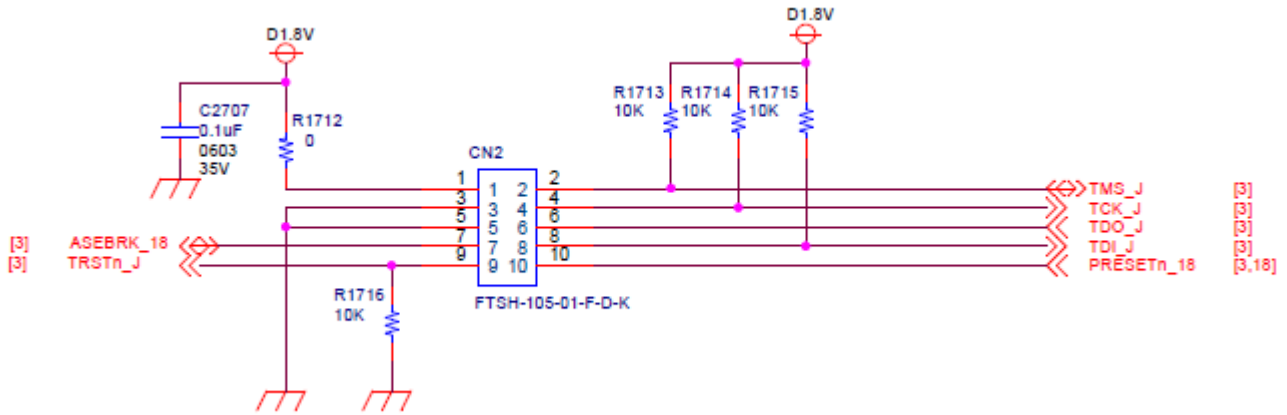 D1.8V
D1.8V
C2707
0.1uF
0603
35V
R1712
0
R1713
10K
R1714
10K
R1715
10K
CN2
1 1 2 2
3 3 4 4
5 5 6 6
7 7 8 8
9 9 10 10
TMS_J [3]
TCK_J [3]
TDO_J [3]
[3] ASEBRK_18
TDI_J [3]
[3] TRSTn_J
PRESETn_18 [3,18]
R1716
10K
FTSH-105-01-F-D-K